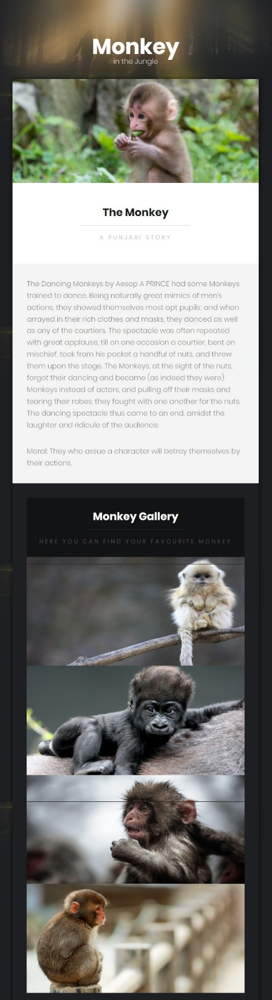 Monkey
in the Jungle
The Monkey
A PUNJABI STORY
The Dancing Monkeys by Aesop A PRINCE had some Monkeys
trained to dance. Being naturally great mimics of men's
actions, they showed themselves most apt pupils; and when
arrayed in their rich clothes and masks, they danced as well
as any of the courtiers. The spectacle was often repeated
with great applause, till on one occasion a courtier, bent on
mischief, took from his pocket a handful of nuts, and threw
them upon the stage. The Monkeys, at the sight of the nuts,
forgot their dancing and became (as indeed they were)
Monkeys instead of actors, and pulling off their masks and
tearing their robes, they fought with one another for the nuts.
The dancing spectacle thus came to an end, amidst the
laughter and ridicule of the audience.
Moral: They who assue a character will betray themselves by
their actions.
Monkey Gallery
HERE YOU CAN FIND YOUR FAVOURITE MONKEY